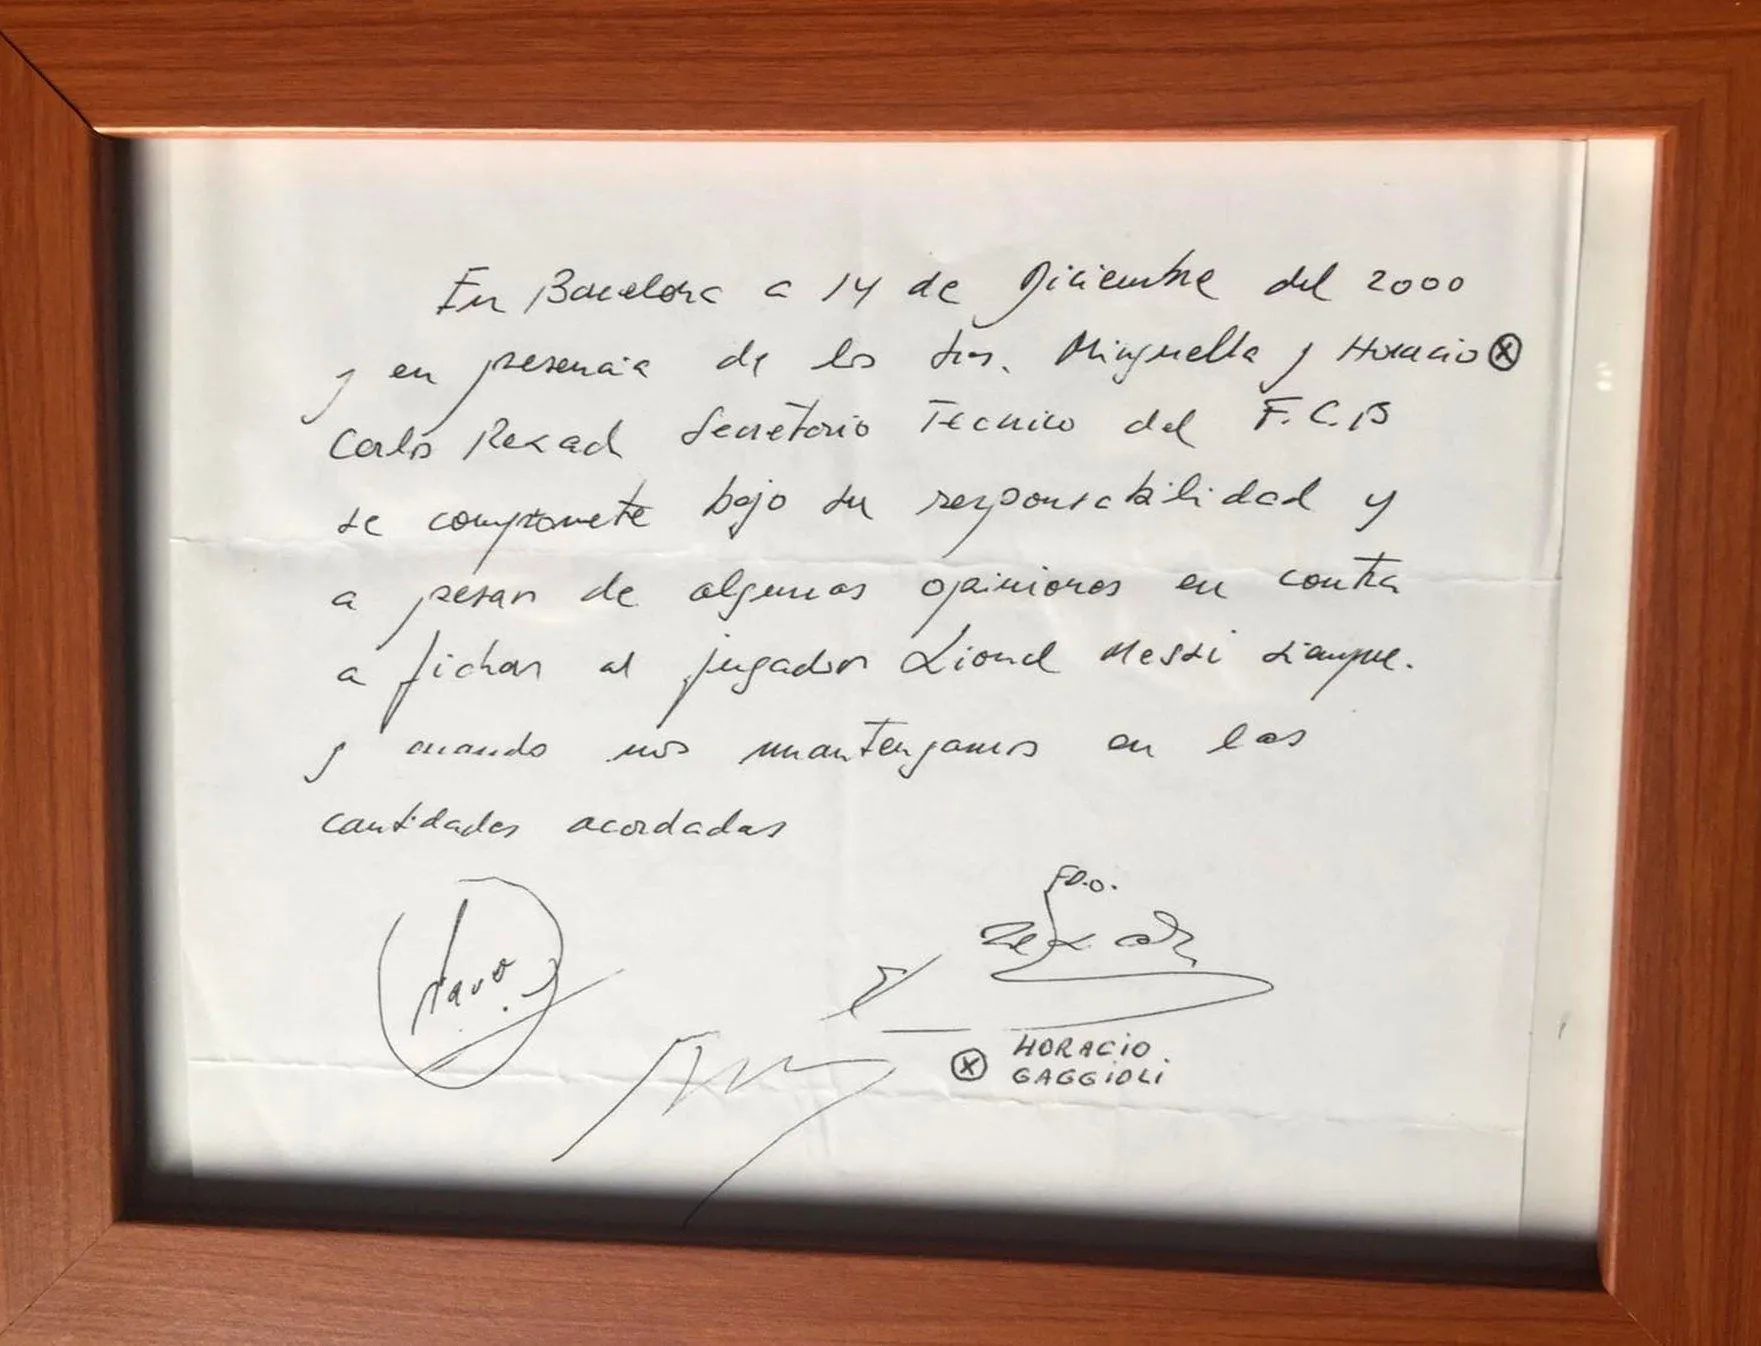 En Barcelona a 14 de Diciembre del 2000
y en presencia de los Sres. Minguella y Horacio ⓧ
Carlos Rexach Secretario Tecnico del F.C.B
se compromete bajo su responsabilidad y
a pesar de algunas opiniones en contra
a fichar al jugador Lionel Messi siempre.
y cuando nos mantengamos en las
cantidades acordadas
FDO.
Rexach
ⓧ HORACIO
GAGGIOLI